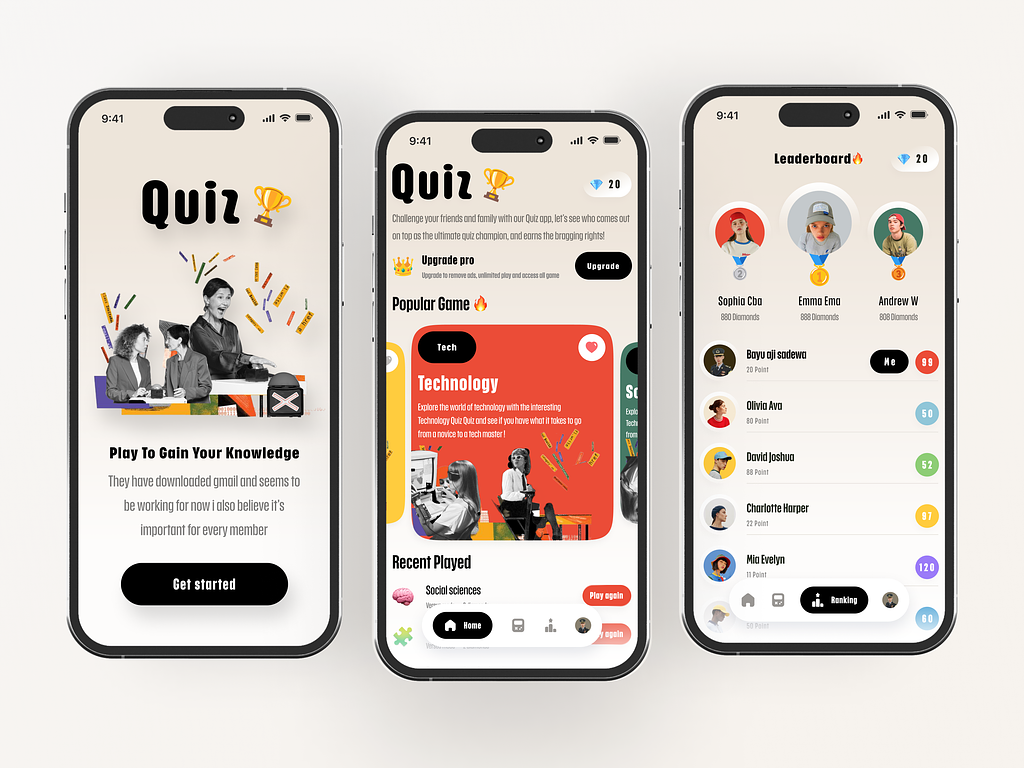 9:41
Quiz
Play To Gain Your Knowledge
They have downloaded gmail and seems to
be working for now i also believe it's
important for every member
Get started
9:41
Quiz
20
Challenge your friends and family with our Quiz app, let's see who comes out
on top as the ultimate quiz champion, and earns the bragging rights!
Upgrade pro
Upgrade to remove ads, unlimited play and access all game
Upgrade
Popular Game
Tech
Technology
Explore the world of technology with the interesting
Technology Quiz Quiz and see if you have what it takes to go
from a novice to a tech master !
Recent Played
Social sciences
Play again
Home
9:41
Leaderboard
20
2
1
3
Sophia Cba
Emma Ema
Andrew W
880 Diamonds
888 Diamonds
808 Diamonds
Bayu aji sadewa
20 Point
Me
99
Olivia Ava
80 Point
50
David Joshua
88 Point
52
Charlotte Harper
22 Point
97
Mia Evelyn
11 Point
120
Ranking
50 Point
60